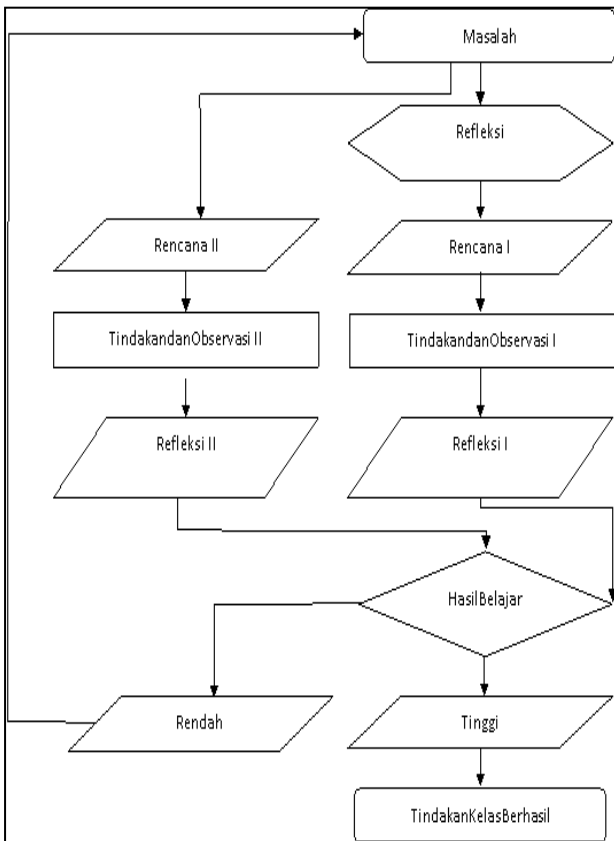 Masalah
Refleksi
Rencana II
Rencana I
TindakandanObservasi II
TindakandanObservasi I
Refleksi II
Refleksi I
HasilBelajar
Rendah
Tinggi
TindakanKelasBerhasil